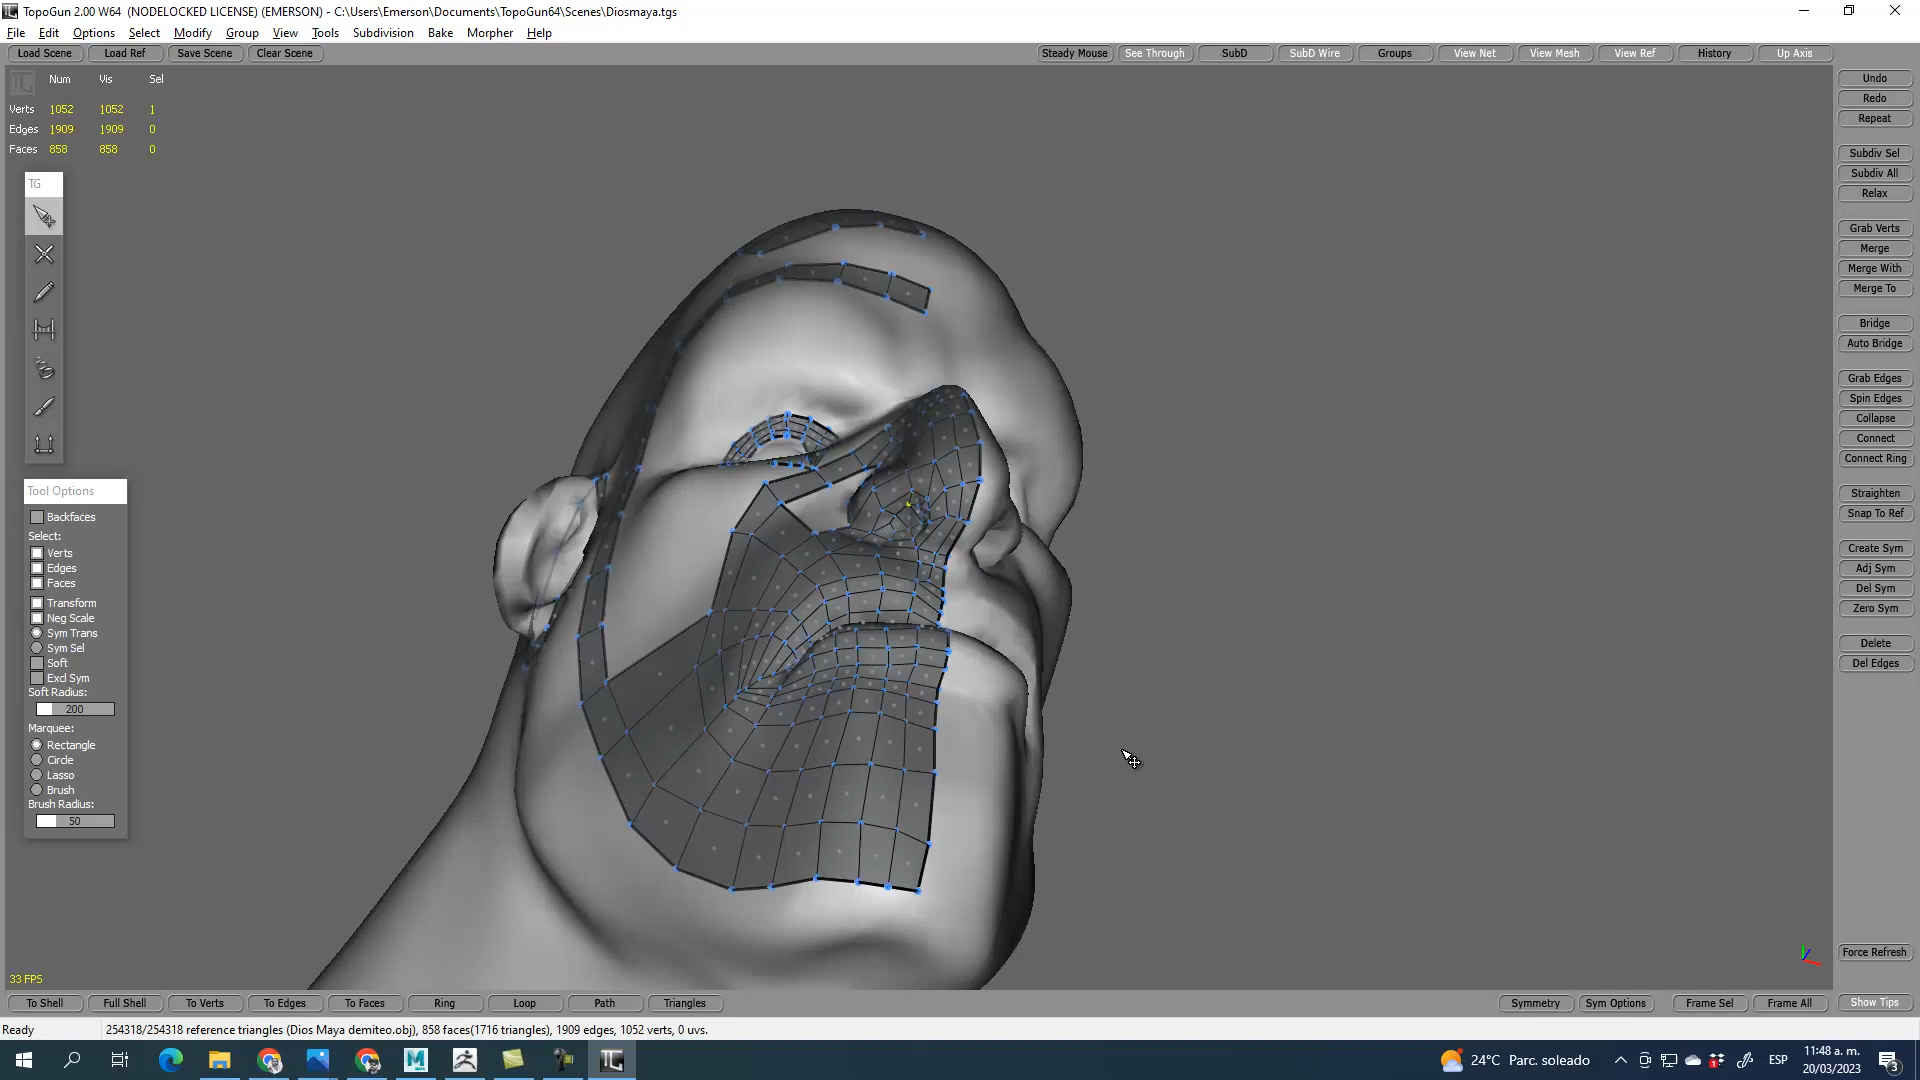 TopoGun 2.00 W64 (NODELOCKED LICENSE) (EMERSON) - C:\Users\Emerson\Documents\TopoGun64\Scenes\Diosmaya.tgs
File Edit Options Select Modify Group View Tools Subdivision Bake Morpher Help
Load Scene Load Ref Save Scene Clear Scene Steady Mouse See Through SubD SubD Wire Groups View Net View Mesh View Ref History Up Axis
Num Vis Sel
Verts 1052 1052 1
Edges 1909 1909 0
Faces 858 858 0
TG
Tool Options
Backfaces
Select:
Verts
Edges
Faces
Transform
Neg Scale
Sym Trans
Sym Sel
Soft
Excl Sym
Soft Radius:
200
Marquee:
Rectangle
Circle
Lasso
Brush
Brush Radius:
50
Undo
Redo
Repeat
Subdiv Sel
Subdiv All
Relax
Grab Verts
Merge
Merge With
Merge To
Bridge
Auto Bridge
Grab Edges
Spin Edges
Collapse
Connect
Connect Ring
Straighten
Snap To Ref
Create Sym
Adj Sym
Del Sym
Zero Sym
Delete
Del Edges
Force Refresh
33 FPS
To Shell Full Shell To Verts To Edges To Faces Ring Loop Path Triangles Symmetry Sym Options Frame Sel Frame All Show Tips
Ready 254318/254318 reference triangles (Dios Maya demiteo.obj), 858 faces(1716 triangles), 1909 edges, 1052 verts, 0 uvs.
24°C Parc. soleado ESP 11:48 a. m.
20/03/2023 3